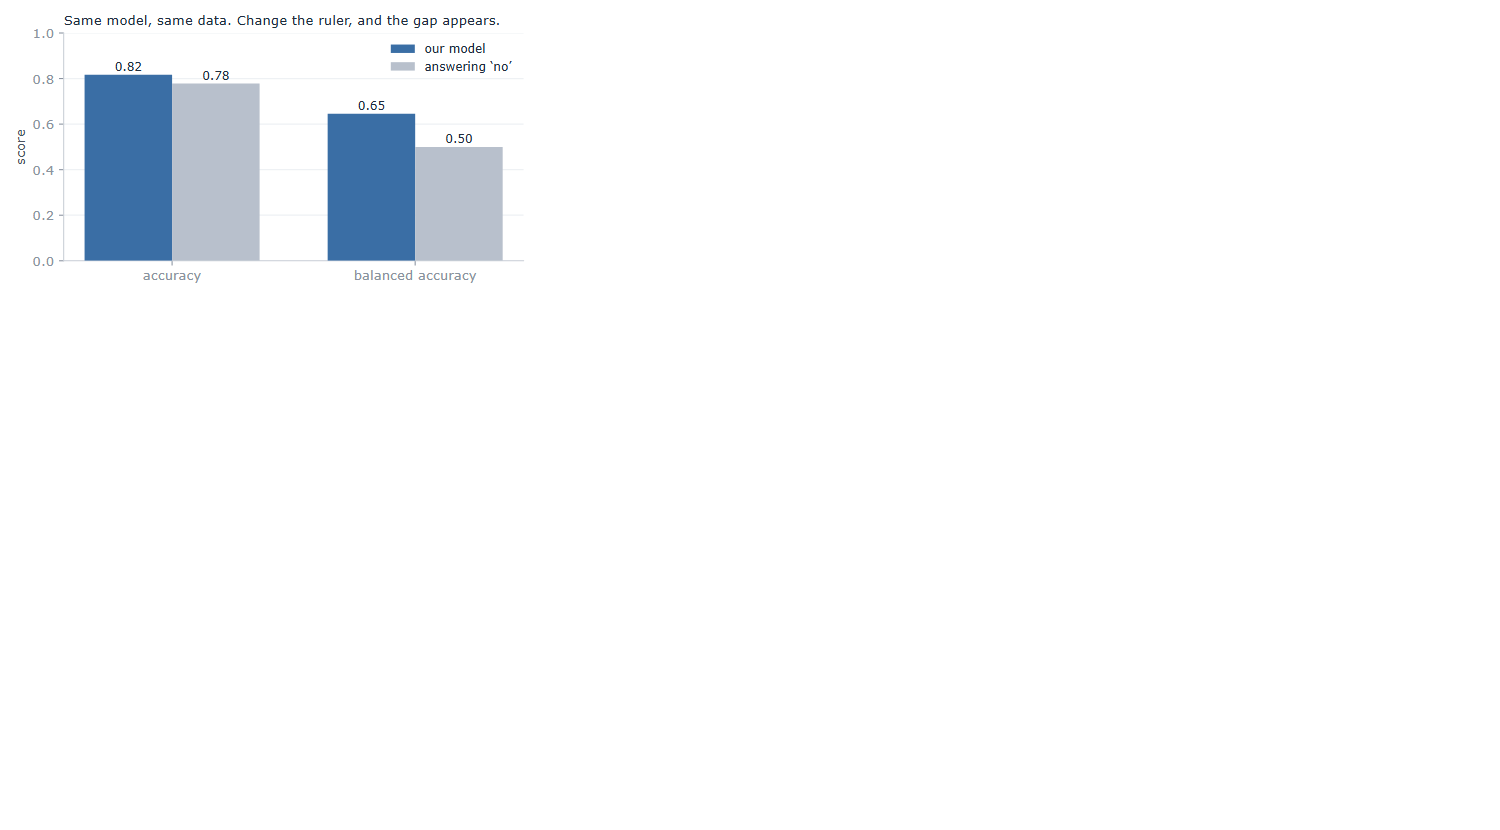 Same model, same data. Change the ruler, and the gap appears.
our model
answering ‘no’
score
1.0
0.8
0.6
0.4
0.2
0.0
0.82
0.78
0.65
0.50
accuracy
balanced accuracy